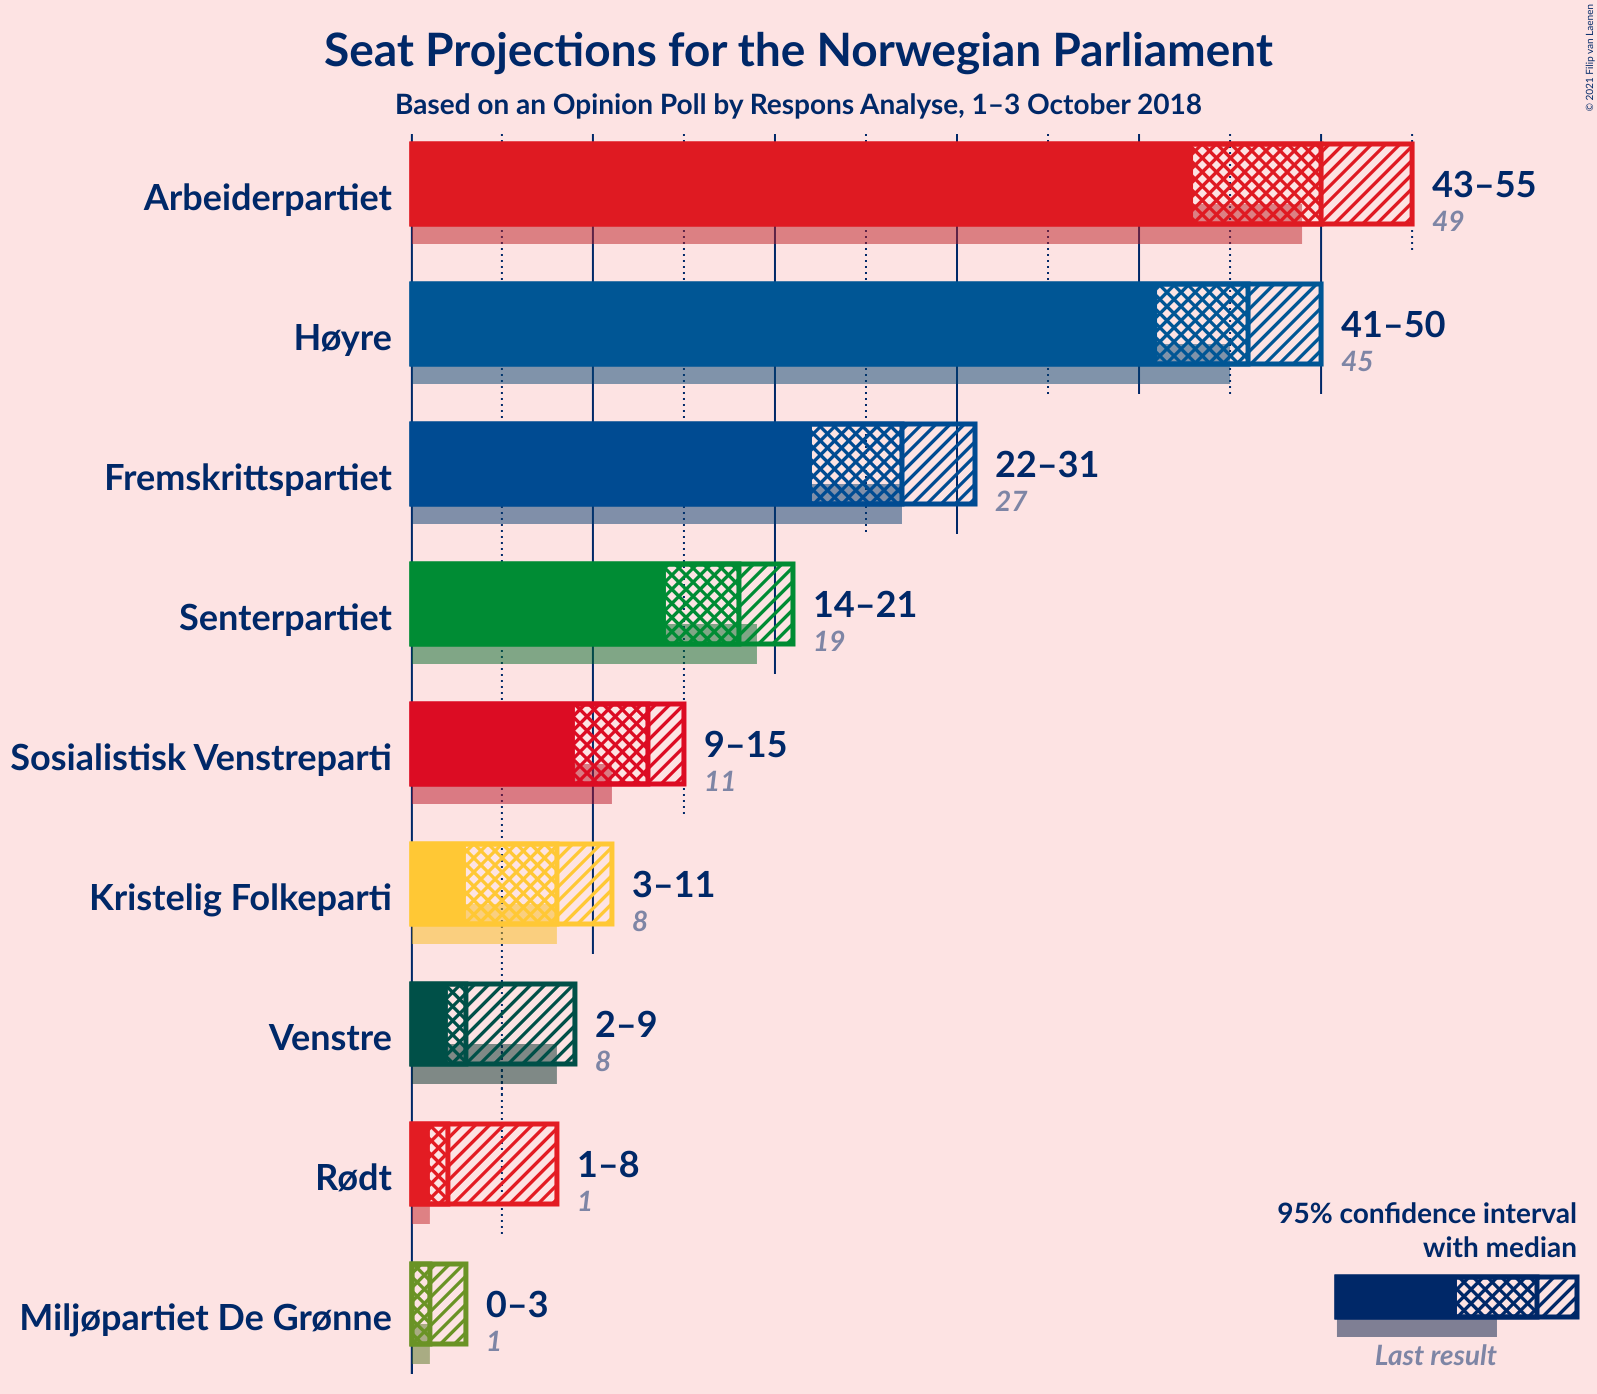 Seat Projections for the Norwegian Parliament
Based on an Opinion Poll by Respons Analyse, 1–3 October 2018
© 2021 Filip van Laenen
Arbeiderpartiet
43–55
49
Høyre
41–50
45
Fremskrittspartiet
22–31
27
Senterpartiet
14–21
19
Sosialistisk Venstreparti
9–15
11
Kristelig Folkeparti
3–11
8
Venstre
2–9
8
Rødt
1–8
1
Miljøpartiet De Grønne
0–3
1
95% confidence interval
with median
Last result